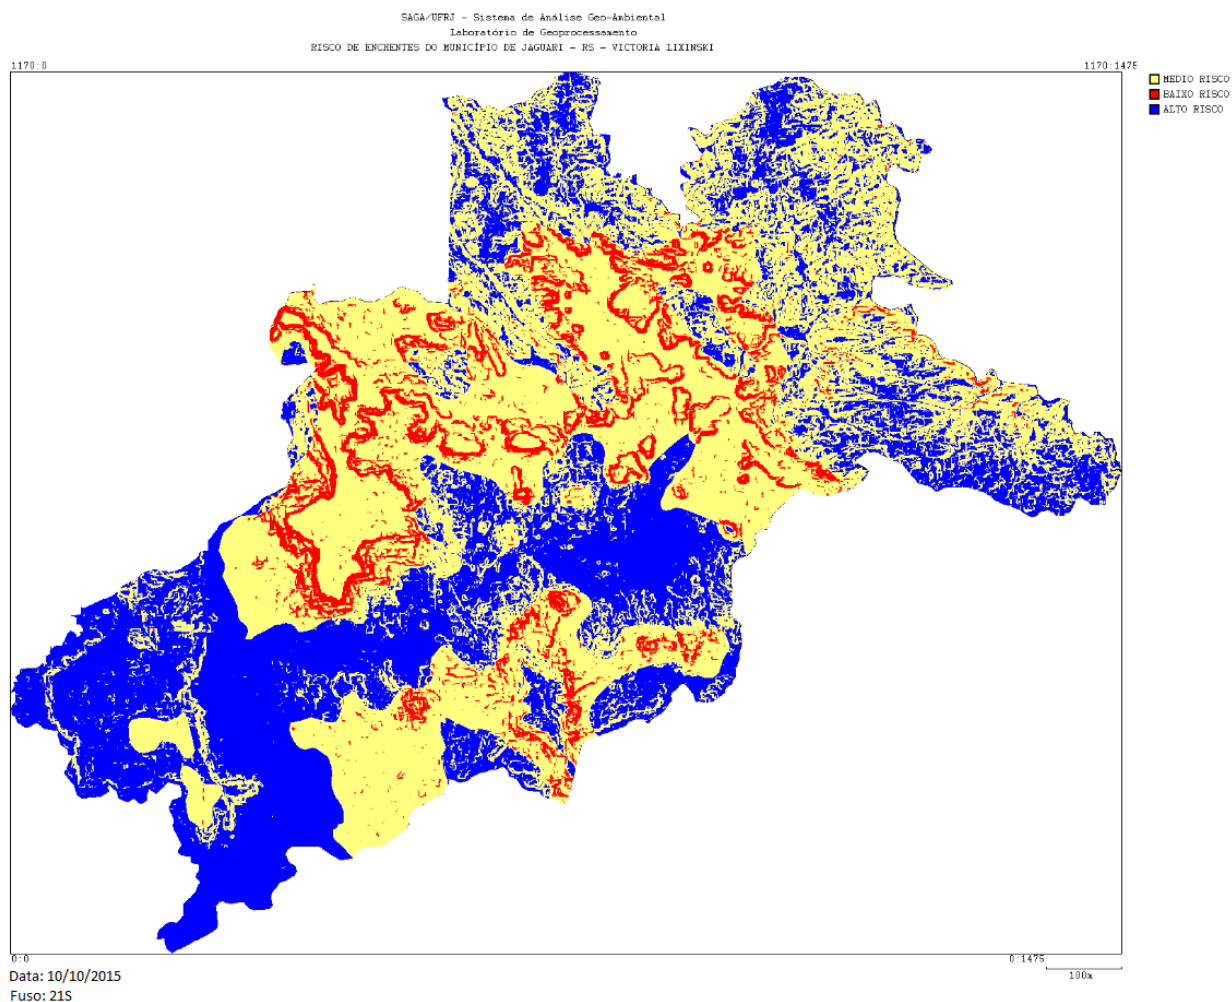 SAGA/UFRJ - Sistema de Análise Geo-Ambiental
Laboratório de Geoprocessamento
RISCO DE ENCHENTES DO MUNICÍPIO DE JAGUARI - RS - VICTORIA LIXINSKI
1170:0 1170:1475
MEDIO RISCO
BAIXO RISCO
ALTO RISCO
0:0 0:1475
100m
Data: 10/10/2015
Fuso: 21S